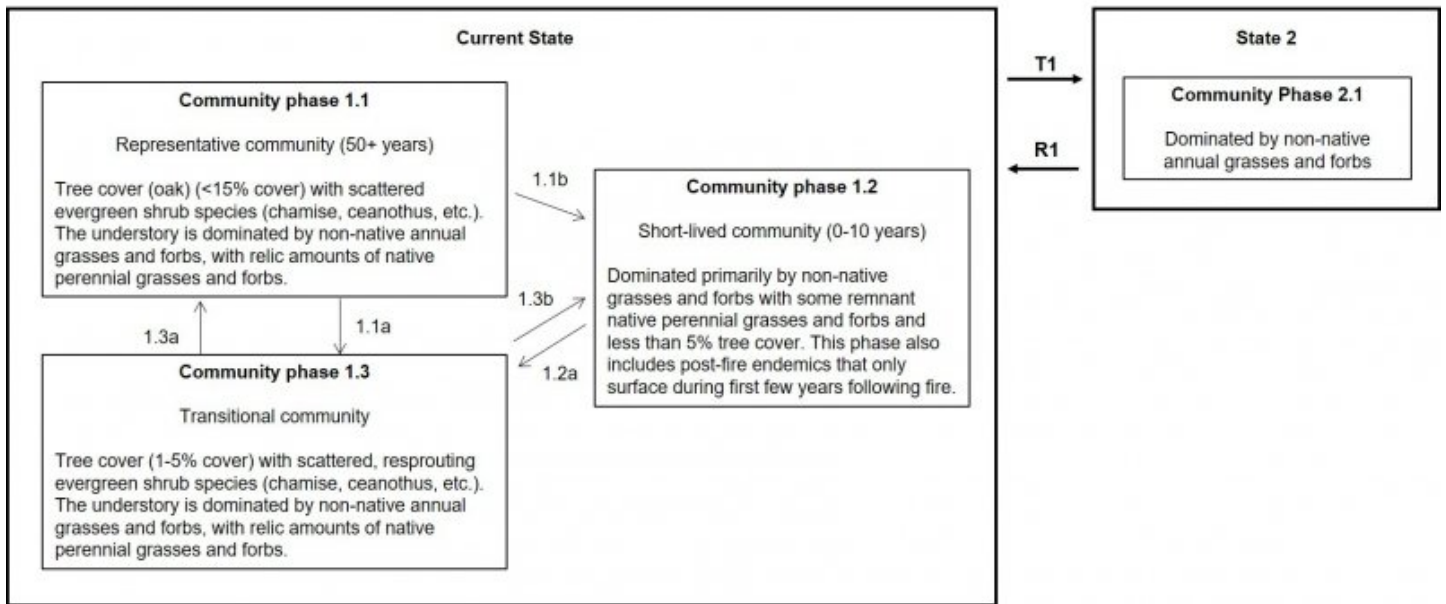 Current State
Community phase 1.1
Representative community (50+ years)
Tree cover (oak) (<15% cover) with scattered
evergreen shrub species (chamise, ceanothus, etc.).
The understory is dominated by non-native annual
grasses and forbs, with relic amounts of native
perennial grasses and forbs.
1.1b
1.3a
1.1a
1.3b
1.2a
Community phase 1.2
Short-lived community (0-10 years)
Dominated primarily by non-native
grasses and forbs with some remnant
native perennial grasses and forbs and
less than 5% tree cover. This phase also
includes post-fire endemics that only
surface during first few years following fire.
Community phase 1.3
Transitional community
Tree cover (1-5% cover) with scattered, resprouting
evergreen shrub species (chamise, ceanothus, etc.).
The understory is dominated by non-native annual
grasses and forbs, with relic amounts of native
perennial grasses and forbs.
T1
R1
State 2
Community Phase 2.1
Dominated by non-native
annual grasses and forbs